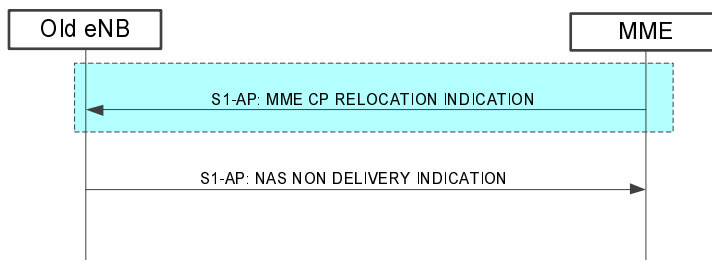 Old eNB
MME
S1-AP: MME CP RELOCATION INDICATION
S1-AP: NAS NON DELIVERY INDICATION